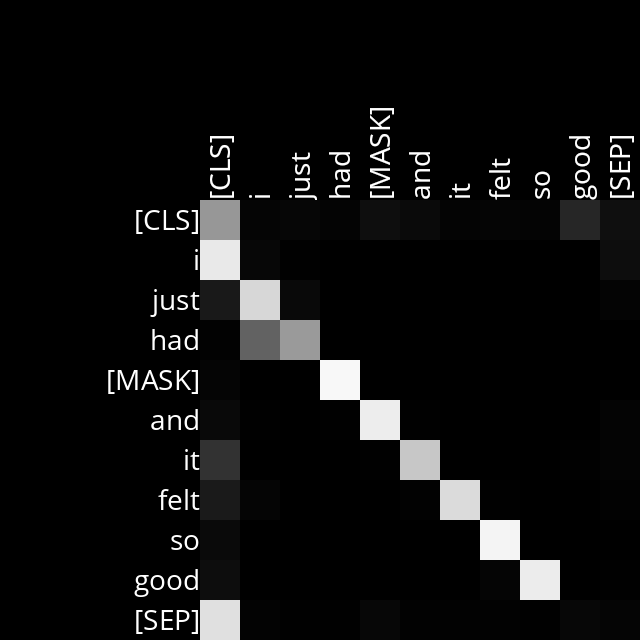 [CLS] i just had [MASK] and it felt so good [SEP]
[CLS]
i
just
had
[MASK]
and
it
felt
so
good
[SEP]